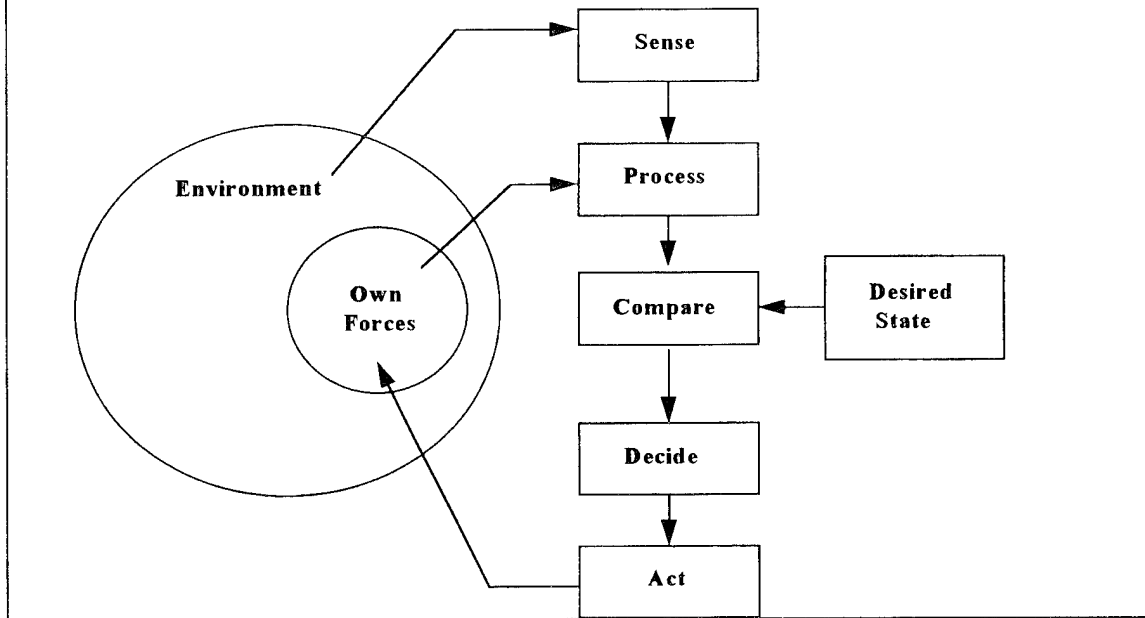 Sense
Environment
Process
Own
Forces
Compare
Desired
State
Decide
Act